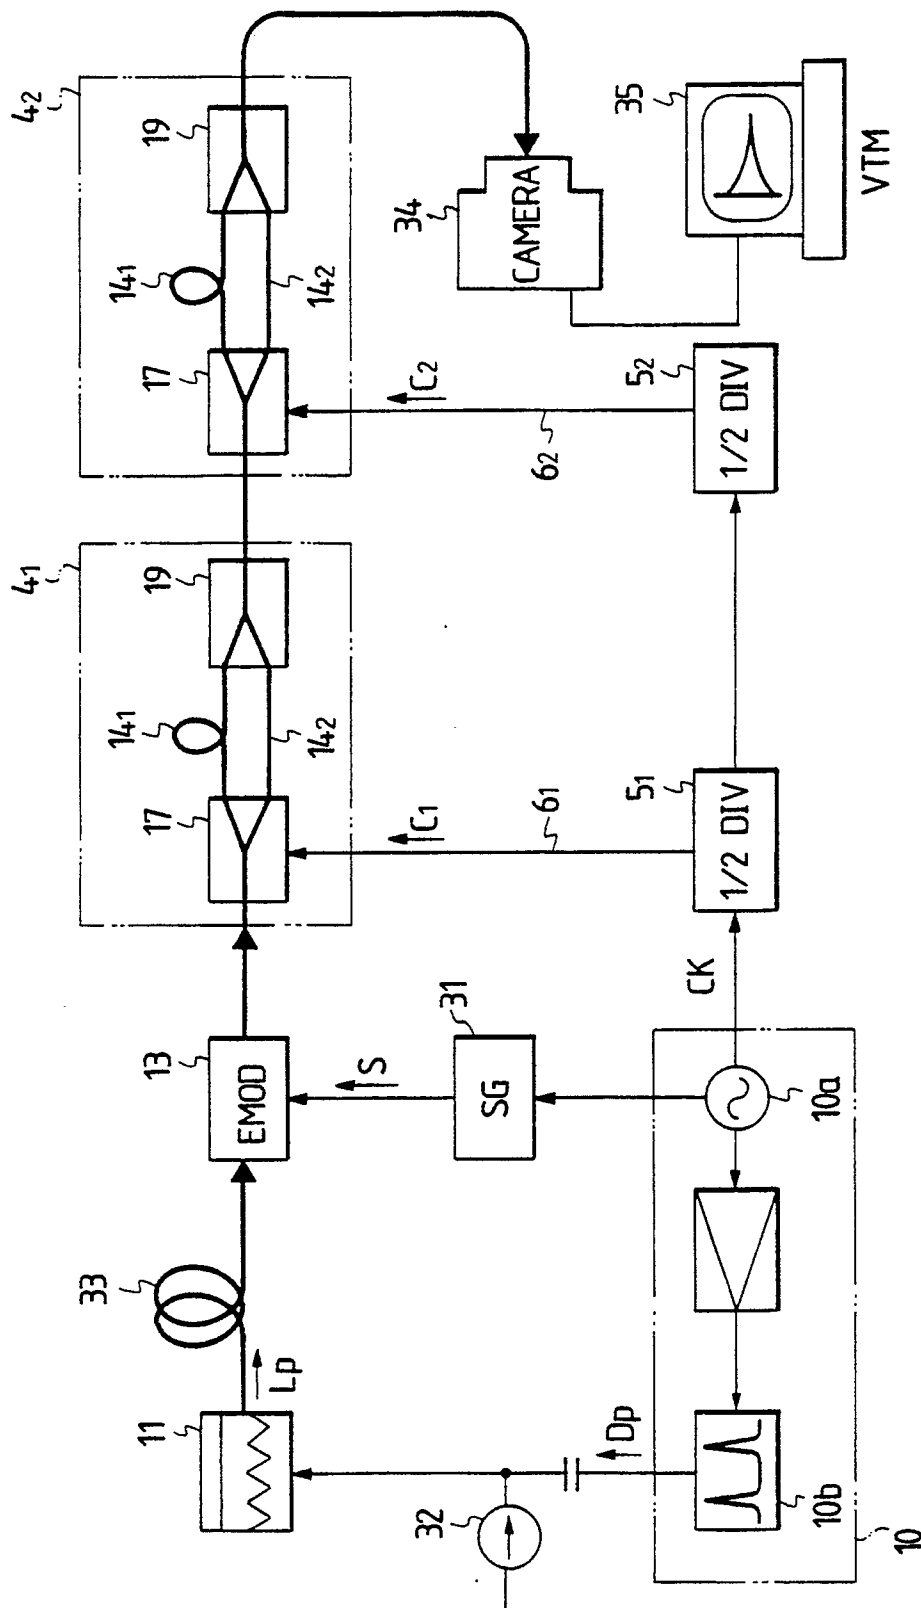 4₁
4₂
33
13
17
14₁
19
17
14₁
19
11
EMOD
14₂
14₂
Lp
S
C₁
C₂
34
CAMERA
32
31
SG
6₁
6₂
35
Dp
CK
5₁
1/2 DIV
5₂
1/2 DIV
VTM
10b
10a
10